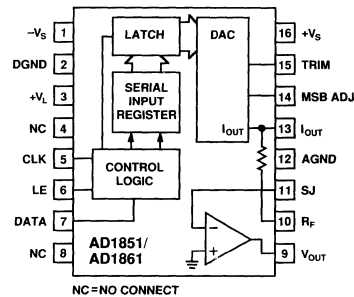 –VS 1
DGND 2
+VL 3
NC 4
CLK 5
LE 6
DATA 7
NC 8
LATCH
DAC
SERIAL
INPUT
REGISTER
IOUT
CONTROL
LOGIC
–
+
AD1851/
AD1861
16 +VS
15 TRIM
14 MSB ADJ
13 IOUT
12 AGND
11 SJ
10 RF
9 VOUT
NC = NO CONNECT